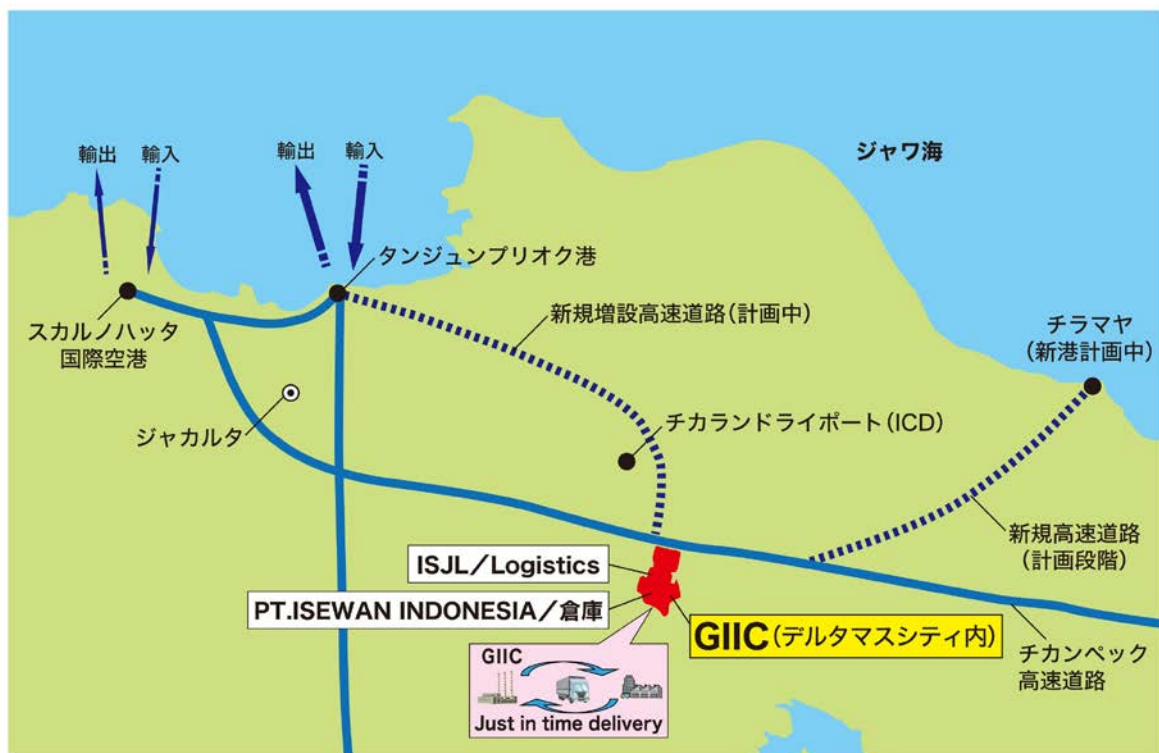 輸出
輸入
輸出
輸入
ジャワ海
タンジュンプリオク港
スカルノハッタ
国際空港
新規増設高速道路(計画中)
チラマヤ
(新港計画中)
ジャカルタ
チカランドライポート(ICD)
新規高速道路
(計画段階)
ISJL/Logistics
PT.ISEWAN INDONESIA/倉庫
GIIC(デルタマスシティ内)
チカンペック
高速道路
GIIC
Just in time delivery